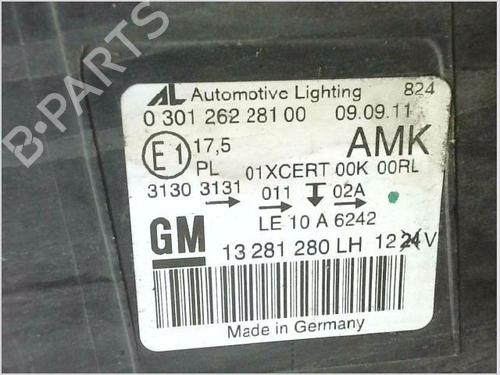 B-PARTS
AL Automotive Lighting 824
0 301 262 281 00 09.09.11
E1 17,5 AMK
PL 01XCERT 00K 00RL
3130 3131 011 02A
LE 10 A 6242
GM 13 281 280 LH 12 24 V
Made in Germany